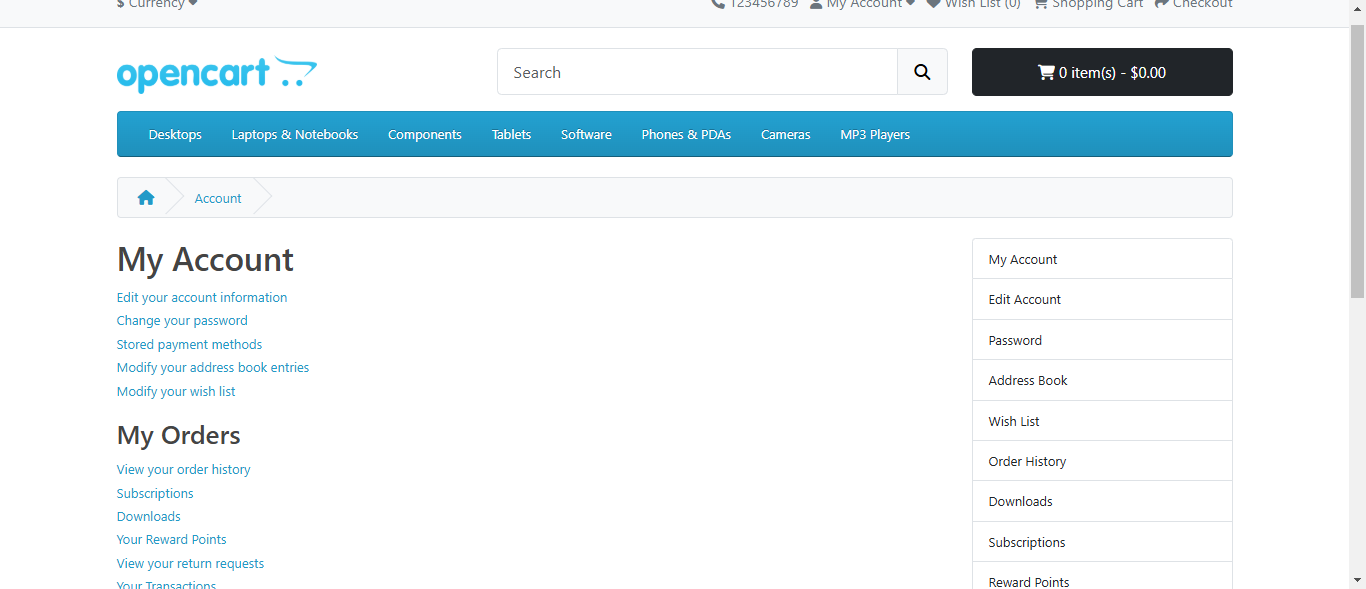 $ Currency 123456789 My Account Wish List (0) Shopping Cart Checkout
opencart
Search
0 item(s) - $0.00
Desktops Laptops & Notebooks Components Tablets Software Phones & PDAs Cameras MP3 Players
Account
My Account
Edit your account information
Change your password
Stored payment methods
Modify your address book entries
Modify your wish list
My Orders
View your order history
Subscriptions
Downloads
Your Reward Points
View your return requests
Your Transactions
My Account
Edit Account
Password
Address Book
Wish List
Order History
Downloads
Subscriptions
Reward Points